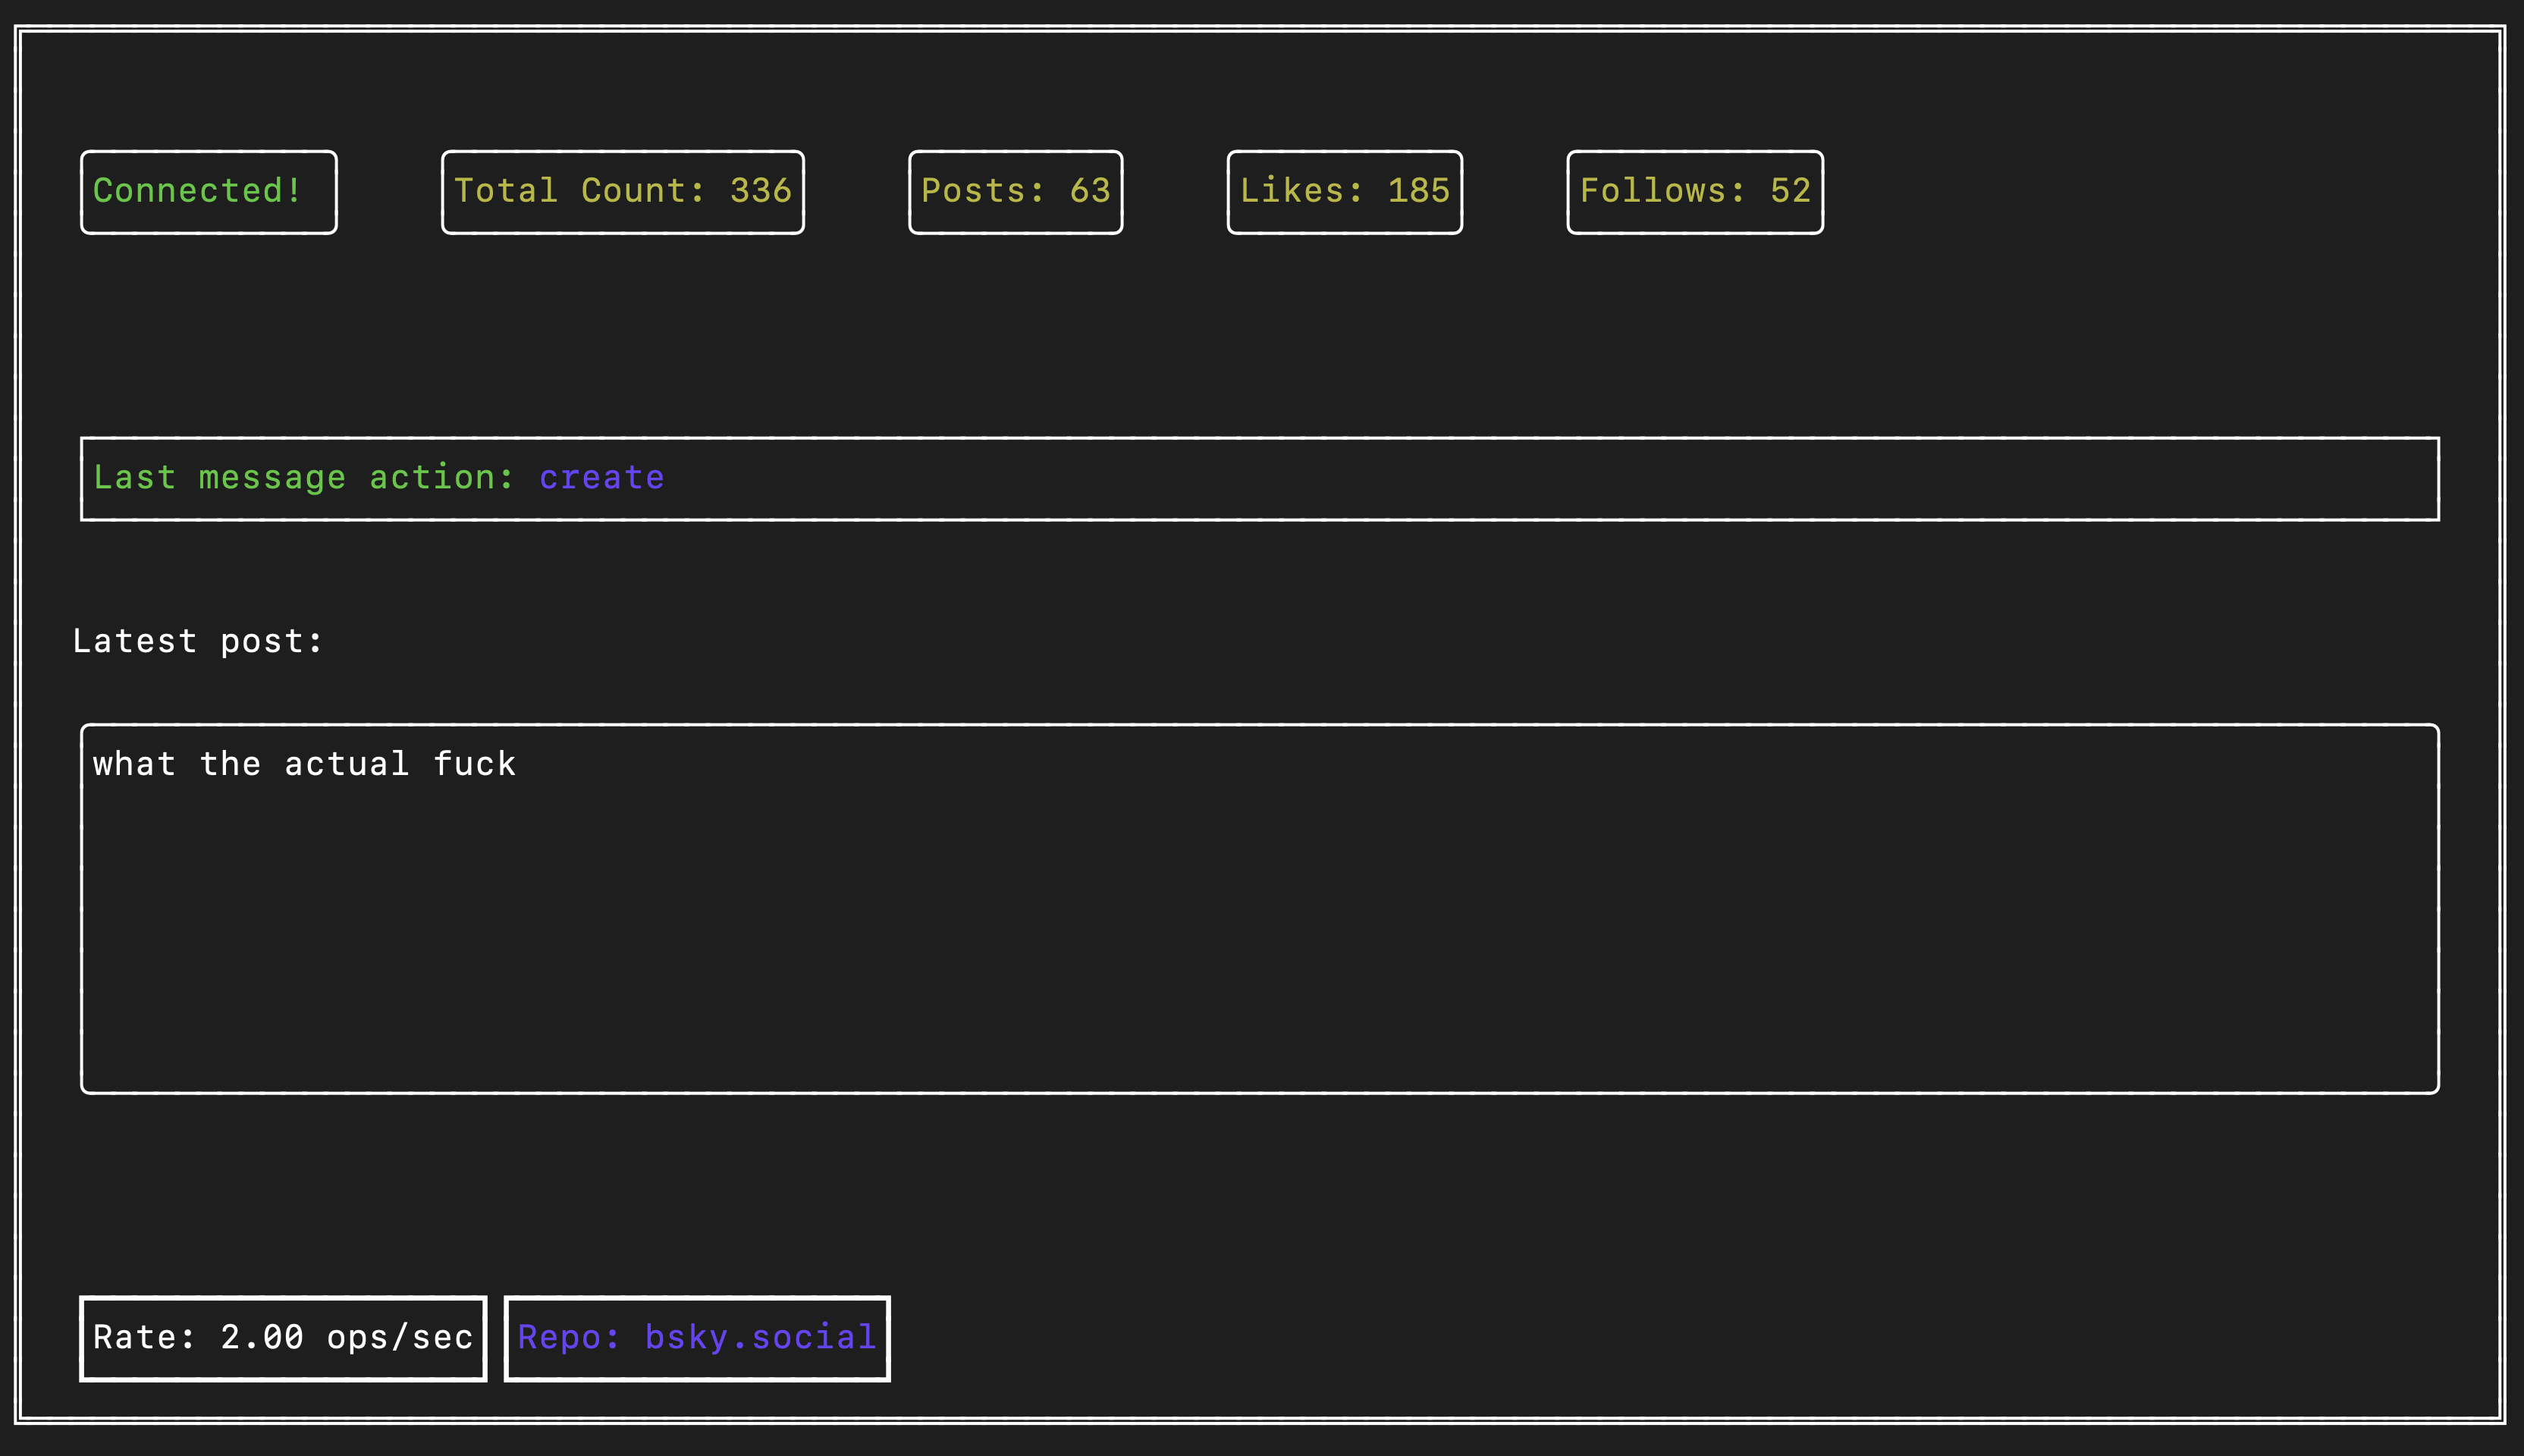 Connected!
Total Count: 336
Posts: 63
Likes: 185
Follows: 52
Last message action: create
Latest post:
what the actual fuck
Rate: 2.00 ops/sec
Repo: bsky.social